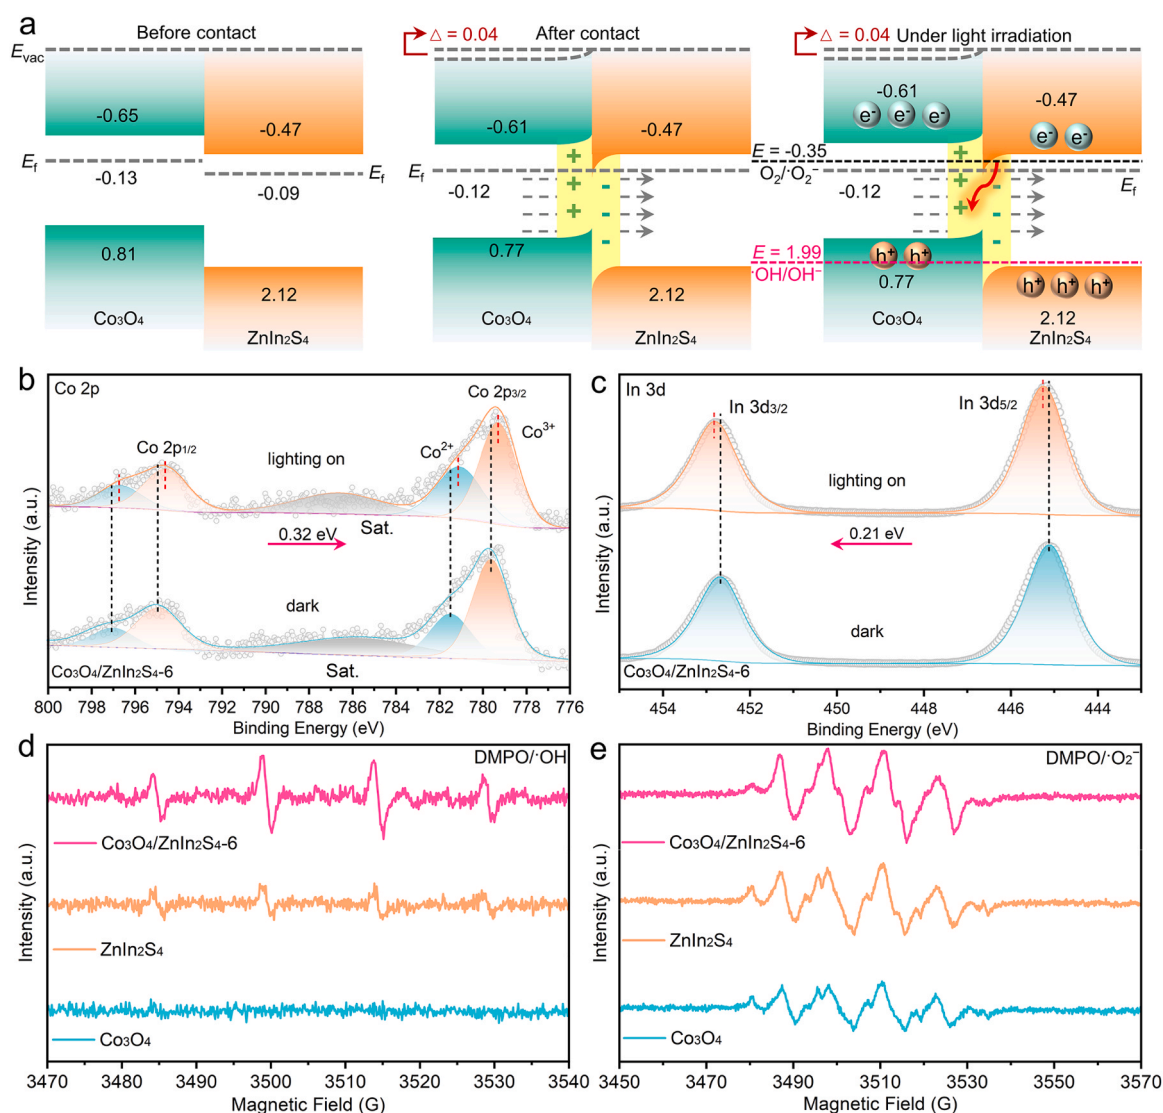 a
Before contact
After contact
Under light irradiation
Evac
Δ = 0.04
Δ = 0.04
-0.65
-0.47
-0.61
-0.47
-0.61
-0.47
e⁻ e⁻ e⁻
e⁻ e⁻
Ef
-0.13
-0.09
Ef
Ef
-0.12
+ + + +
- - - -
E = -0.35
O₂/·O₂⁻
-0.12
Ef
+ + +
- - -
0.81
2.12
0.77
2.12
E = 1.99
·OH/OH⁻
h⁺ h⁺
0.77
h⁺ h⁺ h⁺
2.12
Co₃O₄
ZnIn₂S₄
Co₃O₄
ZnIn₂S₄
Co₃O₄
ZnIn₂S₄
b
Co 2p
Co 2p3/2
Co³⁺
Co²⁺
Co 2p1/2
lighting on
Sat.
0.32 eV
dark
Sat.
Co₃O₄/ZnIn₂S₄-6
Intensity (a.u.)
800 798 796 794 792 790 788 786 784 782 780 778 776
Binding Energy (eV)
c
In 3d
In 3d3/2
In 3d5/2
lighting on
0.21 eV
dark
Co₃O₄/ZnIn₂S₄-6
Intensity (a.u.)
454 452 450 448 446 444
Binding Energy (eV)
d
DMPO/·OH
Co₃O₄/ZnIn₂S₄-6
ZnIn₂S₄
Co₃O₄
Intensity (a.u.)
3470 3480 3490 3500 3510 3520 3530 3540
Magnetic Field (G)
e
DMPO/·O₂⁻
Co₃O₄/ZnIn₂S₄-6
ZnIn₂S₄
Co₃O₄
Intensity (a.u.)
3450 3470 3490 3510 3530 3550 3570
Magnetic Field (G)